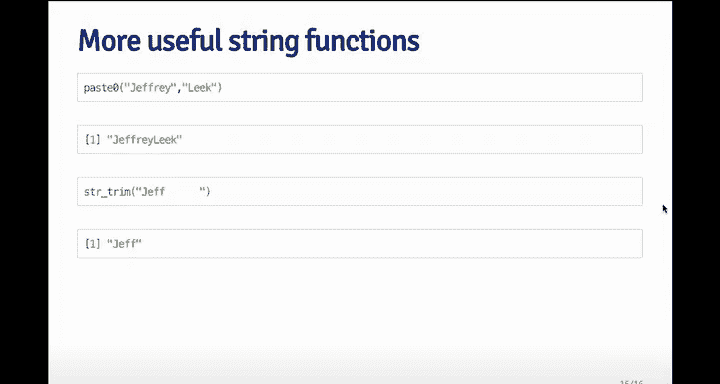 More useful string functions
paste0("Jeffrey","Leek")
[1] "JeffreyLeek"
str_trim("Jeff      ")
[1] "Jeff"